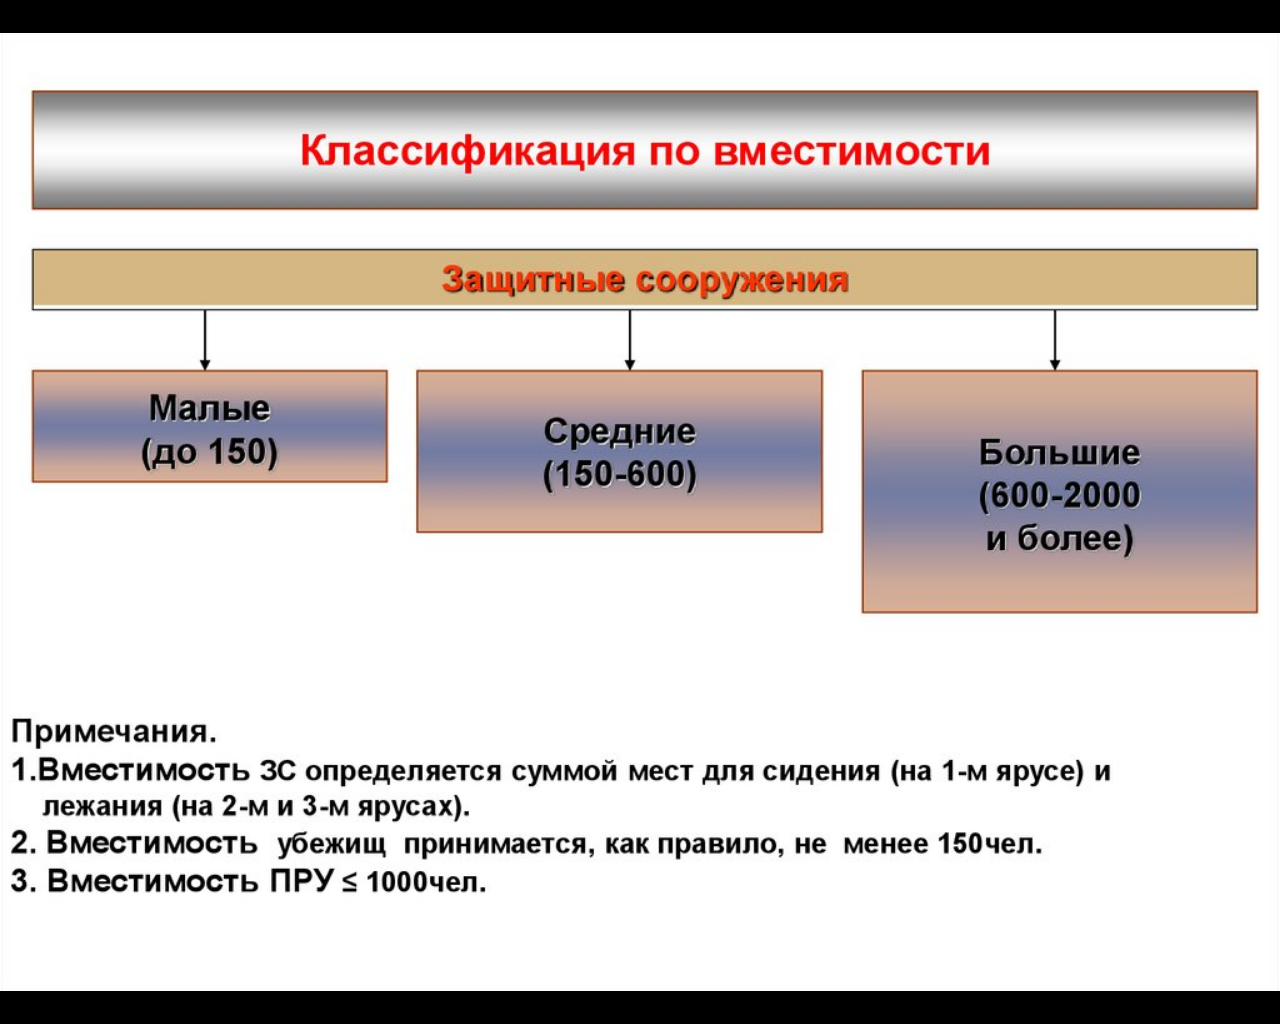 Классификация по вместимости
Защитные сооружения
Малые
(до 150)
Средние
(150-600)
Большие
(600-2000
и более)
Примечания.
1.Вместимость ЗС определяется суммой мест для сидения (на 1-м ярусе) и
лежания (на 2-м и 3-м ярусах).
2. Вместимость убежищ принимается, как правило, не менее 150чел.
3. Вместимость ПРУ ≤ 1000чел.